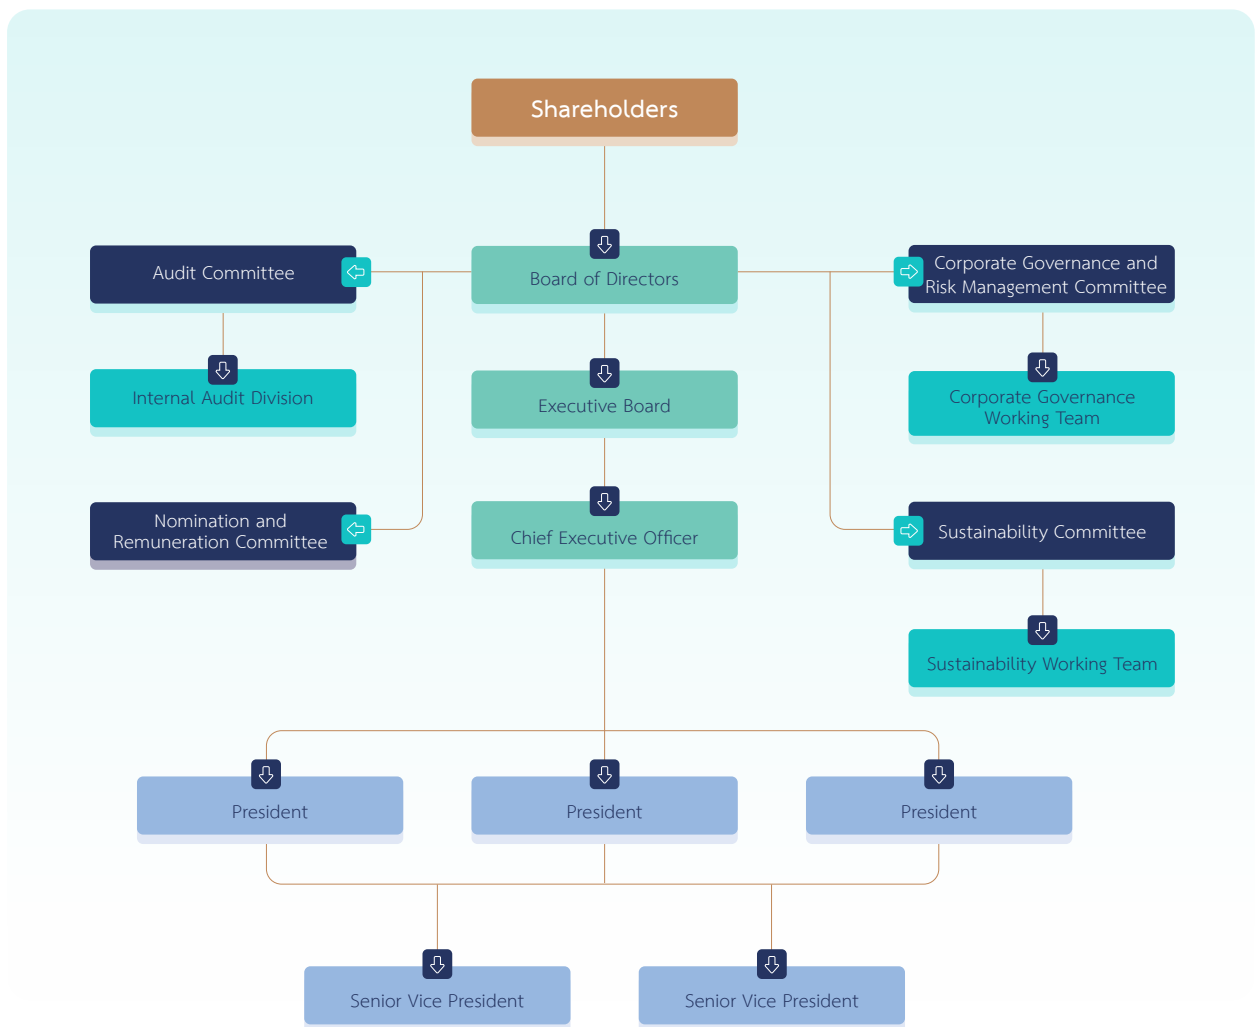 Shareholders
Audit Committee
Board of Directors
Corporate Governance and
Risk Management Committee
Internal Audit Division
Executive Board
Corporate Governance
Working Team
Nomination and
Remuneration Committee
Chief Executive Officer
Sustainability Committee
Sustainability Working Team
President
President
President
Senior Vice President
Senior Vice President